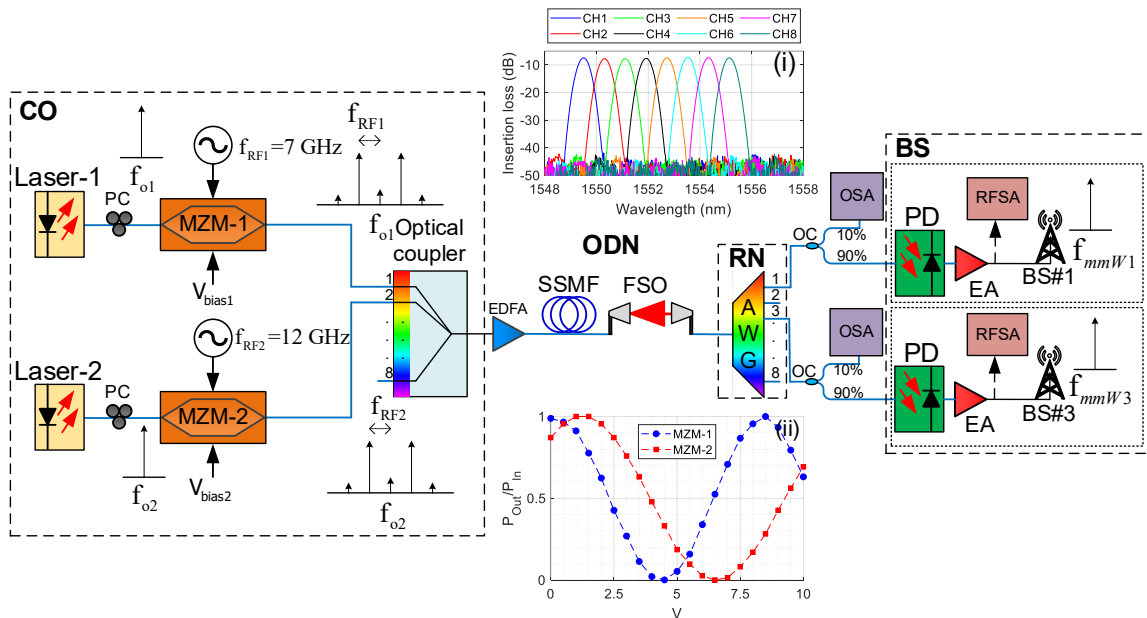 CO
f_RF1=7 GHz
f_RF1
f_o1
Laser-1
PC
MZM-1
V_bias1
f_o1
Optical coupler
1
2
8
f_RF2=12 GHz
Laser-2
PC
MZM-2
V_bias2
f_o2
f_RF2
f_o2
EDFA
ODN
SSMF
FSO
RN
A
W
G
1
2
3
8
OC
10%
90%
OSA
OC
10%
90%
OSA
BS
PD
EA
RFSA
BS#1
f_mmW1
PD
EA
RFSA
BS#3
f_mmW3
CH1 CH3 CH5 CH7
CH2 CH4 CH6 CH8
(i)
Insertion loss (dB)
-10
-20
-30
-40
-50
1548 1550 1552 1554 1556 1558
Wavelength (nm)
(ii)
MZM-1
MZM-2
P_Out/P_In
1
0.5
0
0 2.5 5 7.5 10
V